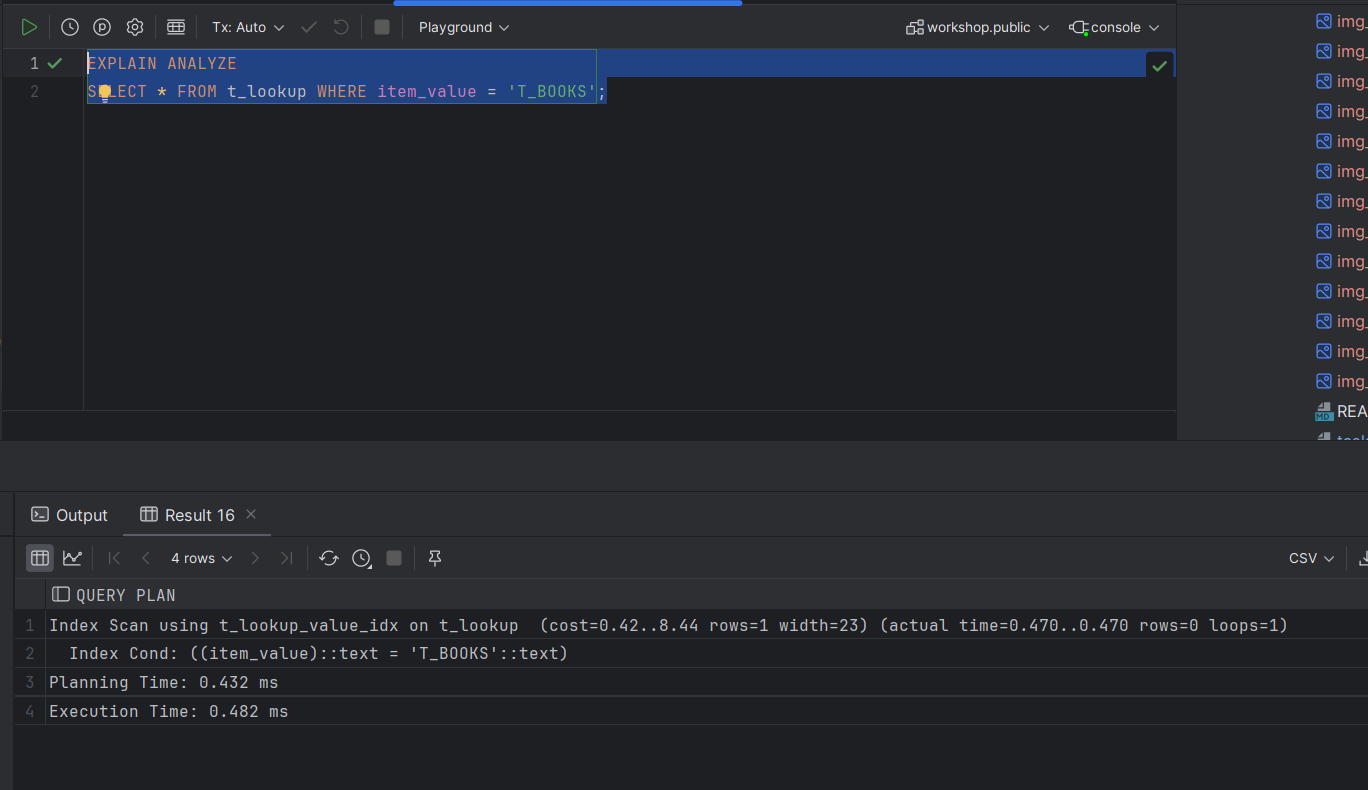 Tx: Auto Playground workshop.public console
1 EXPLAIN ANALYZE
2 SELECT * FROM t_lookup WHERE item_value = 'T_BOOKS';
img_
img_
img_
img_
img_
img_
img_
img_
img_
img_
img_
img_
img_
MD REA
Output Result 16
4 rows CSV
QUERY PLAN
1 Index Scan using t_lookup_value_idx on t_lookup  (cost=0.42..8.44 rows=1 width=23) (actual time=0.470..0.470 rows=0 loops=1)
2   Index Cond: ((item_value)::text = 'T_BOOKS'::text)
3 Planning Time: 0.432 ms
4 Execution Time: 0.482 ms